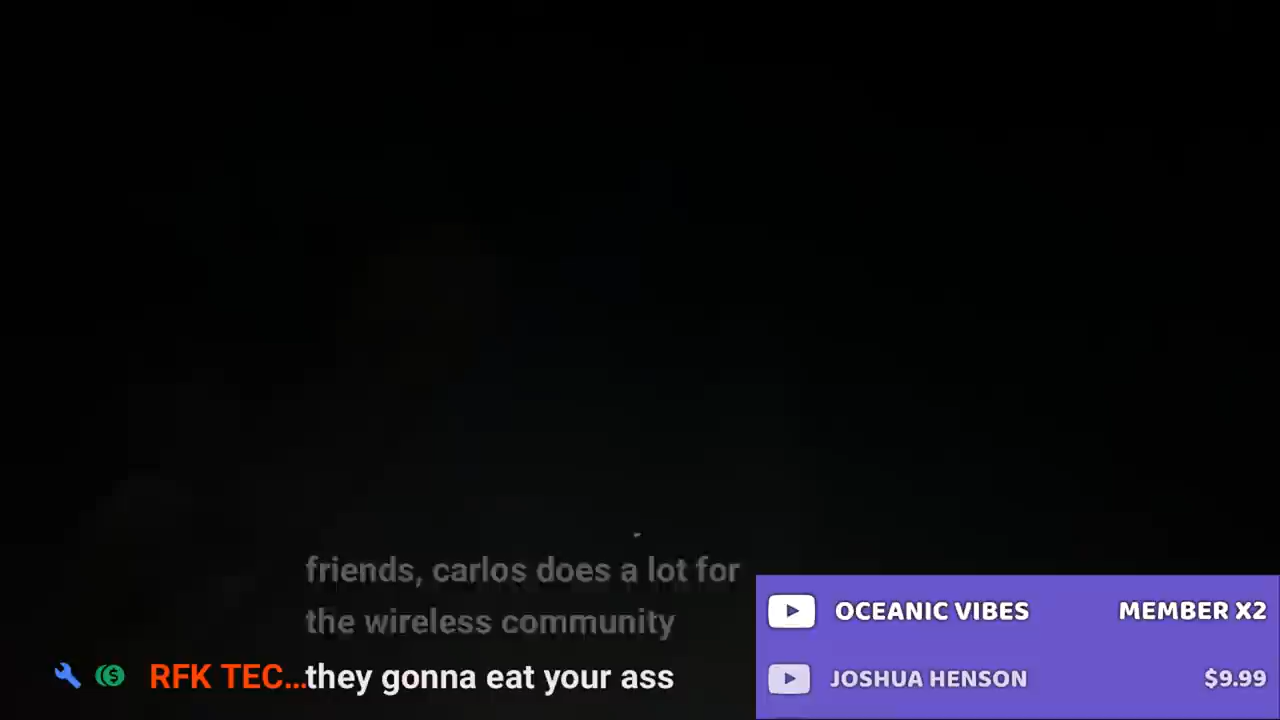 friends, carlos does a lot for
the wireless community
RFK TEC...they gonna eat your ass
OCEANIC VIBES MEMBER X2
JOSHUA HENSON $9.99